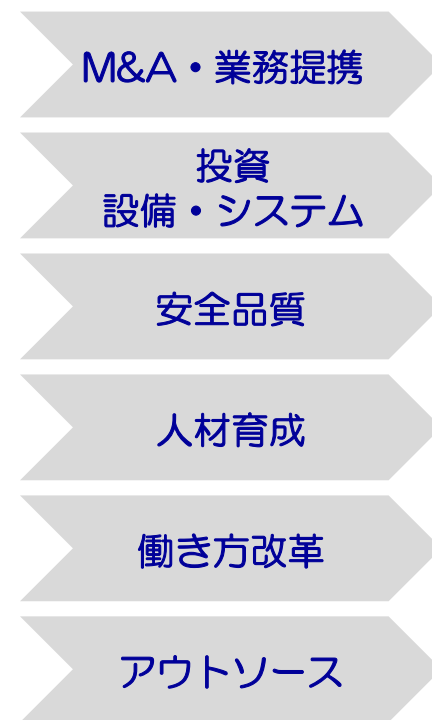 M&A・業務提携
投資
設備・システム
安全品質
人材育成
働き方改革
アウトソース